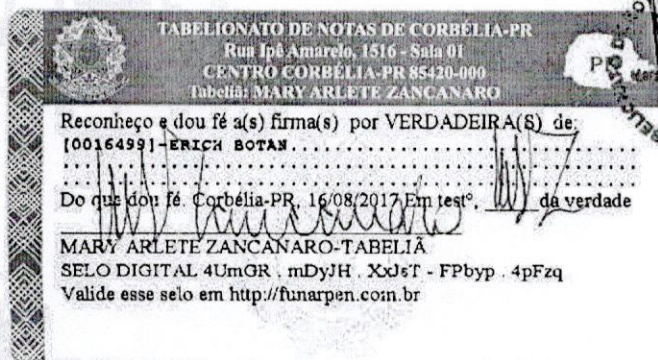 TABELIONATO DE NOTAS DE CORBÉLIA-PR
Rua Ipê Amarelo, 1516 - Sala 01
CENTRO CORBÉLIA-PR 85420-000
Tabeliã: MARY ARLETE ZANCANARO
Reconheço e dou fé a(s) firma(s) por VERDADEIRA(S) de:
[0016499]-ERICH BOTAN
Do que dou fé. Corbélia-PR, 16/08/2017 Em testº. da verdade
MARY ARLETE ZANCANARO-TABELIÃ
SELO DIGITAL 4UmGR . mDyJH . XxJsT - FPbyp . 4pFzq
Valide esse selo em http://funarpen.com.br